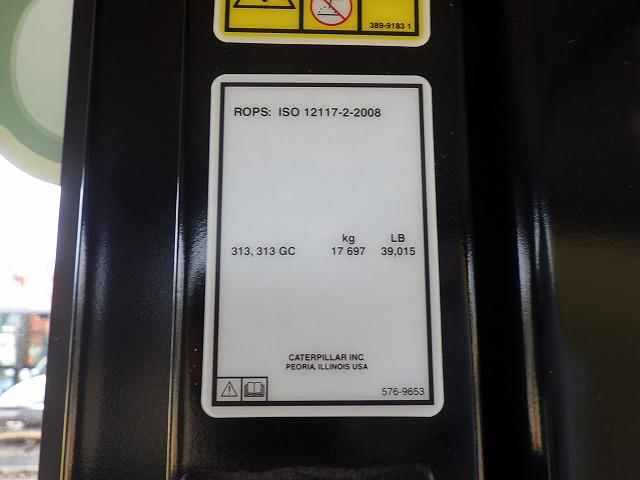 389-9183 1
ROPS: ISO 12117-2-2008
kg LB
313, 313 GC 17 697 39,015
CATERPILLAR INC.
PEORIA, ILLINOIS USA
576-9653